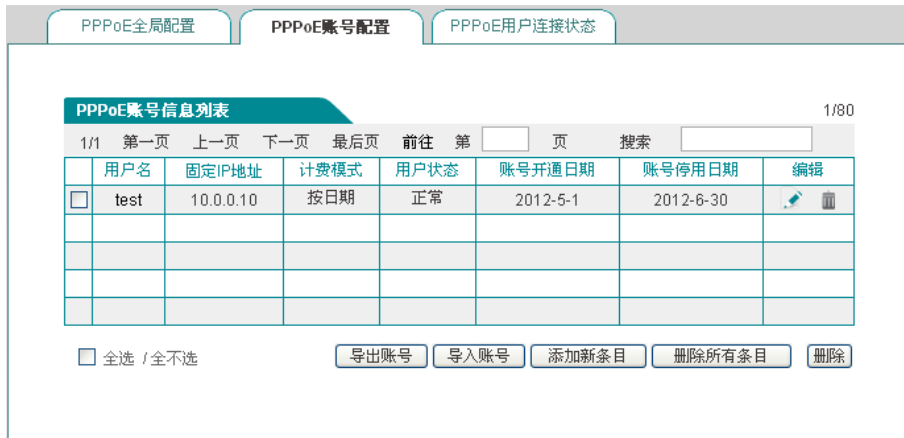 PPPoE全局配置 PPPoE账号配置 PPPoE用户连接状态
PPPoE账号信息列表 1/80
1/1 第一页 上一页 下一页 最后页 前往 第 页 搜索
用户名 固定IP地址 计费模式 用户状态 账号开通日期 账号停用日期 编辑
test 10.0.0.10 按日期 正常 2012-5-1 2012-6-30
全选 / 全不选 导出账号 导入账号 添加新条目 删除所有条目 删除